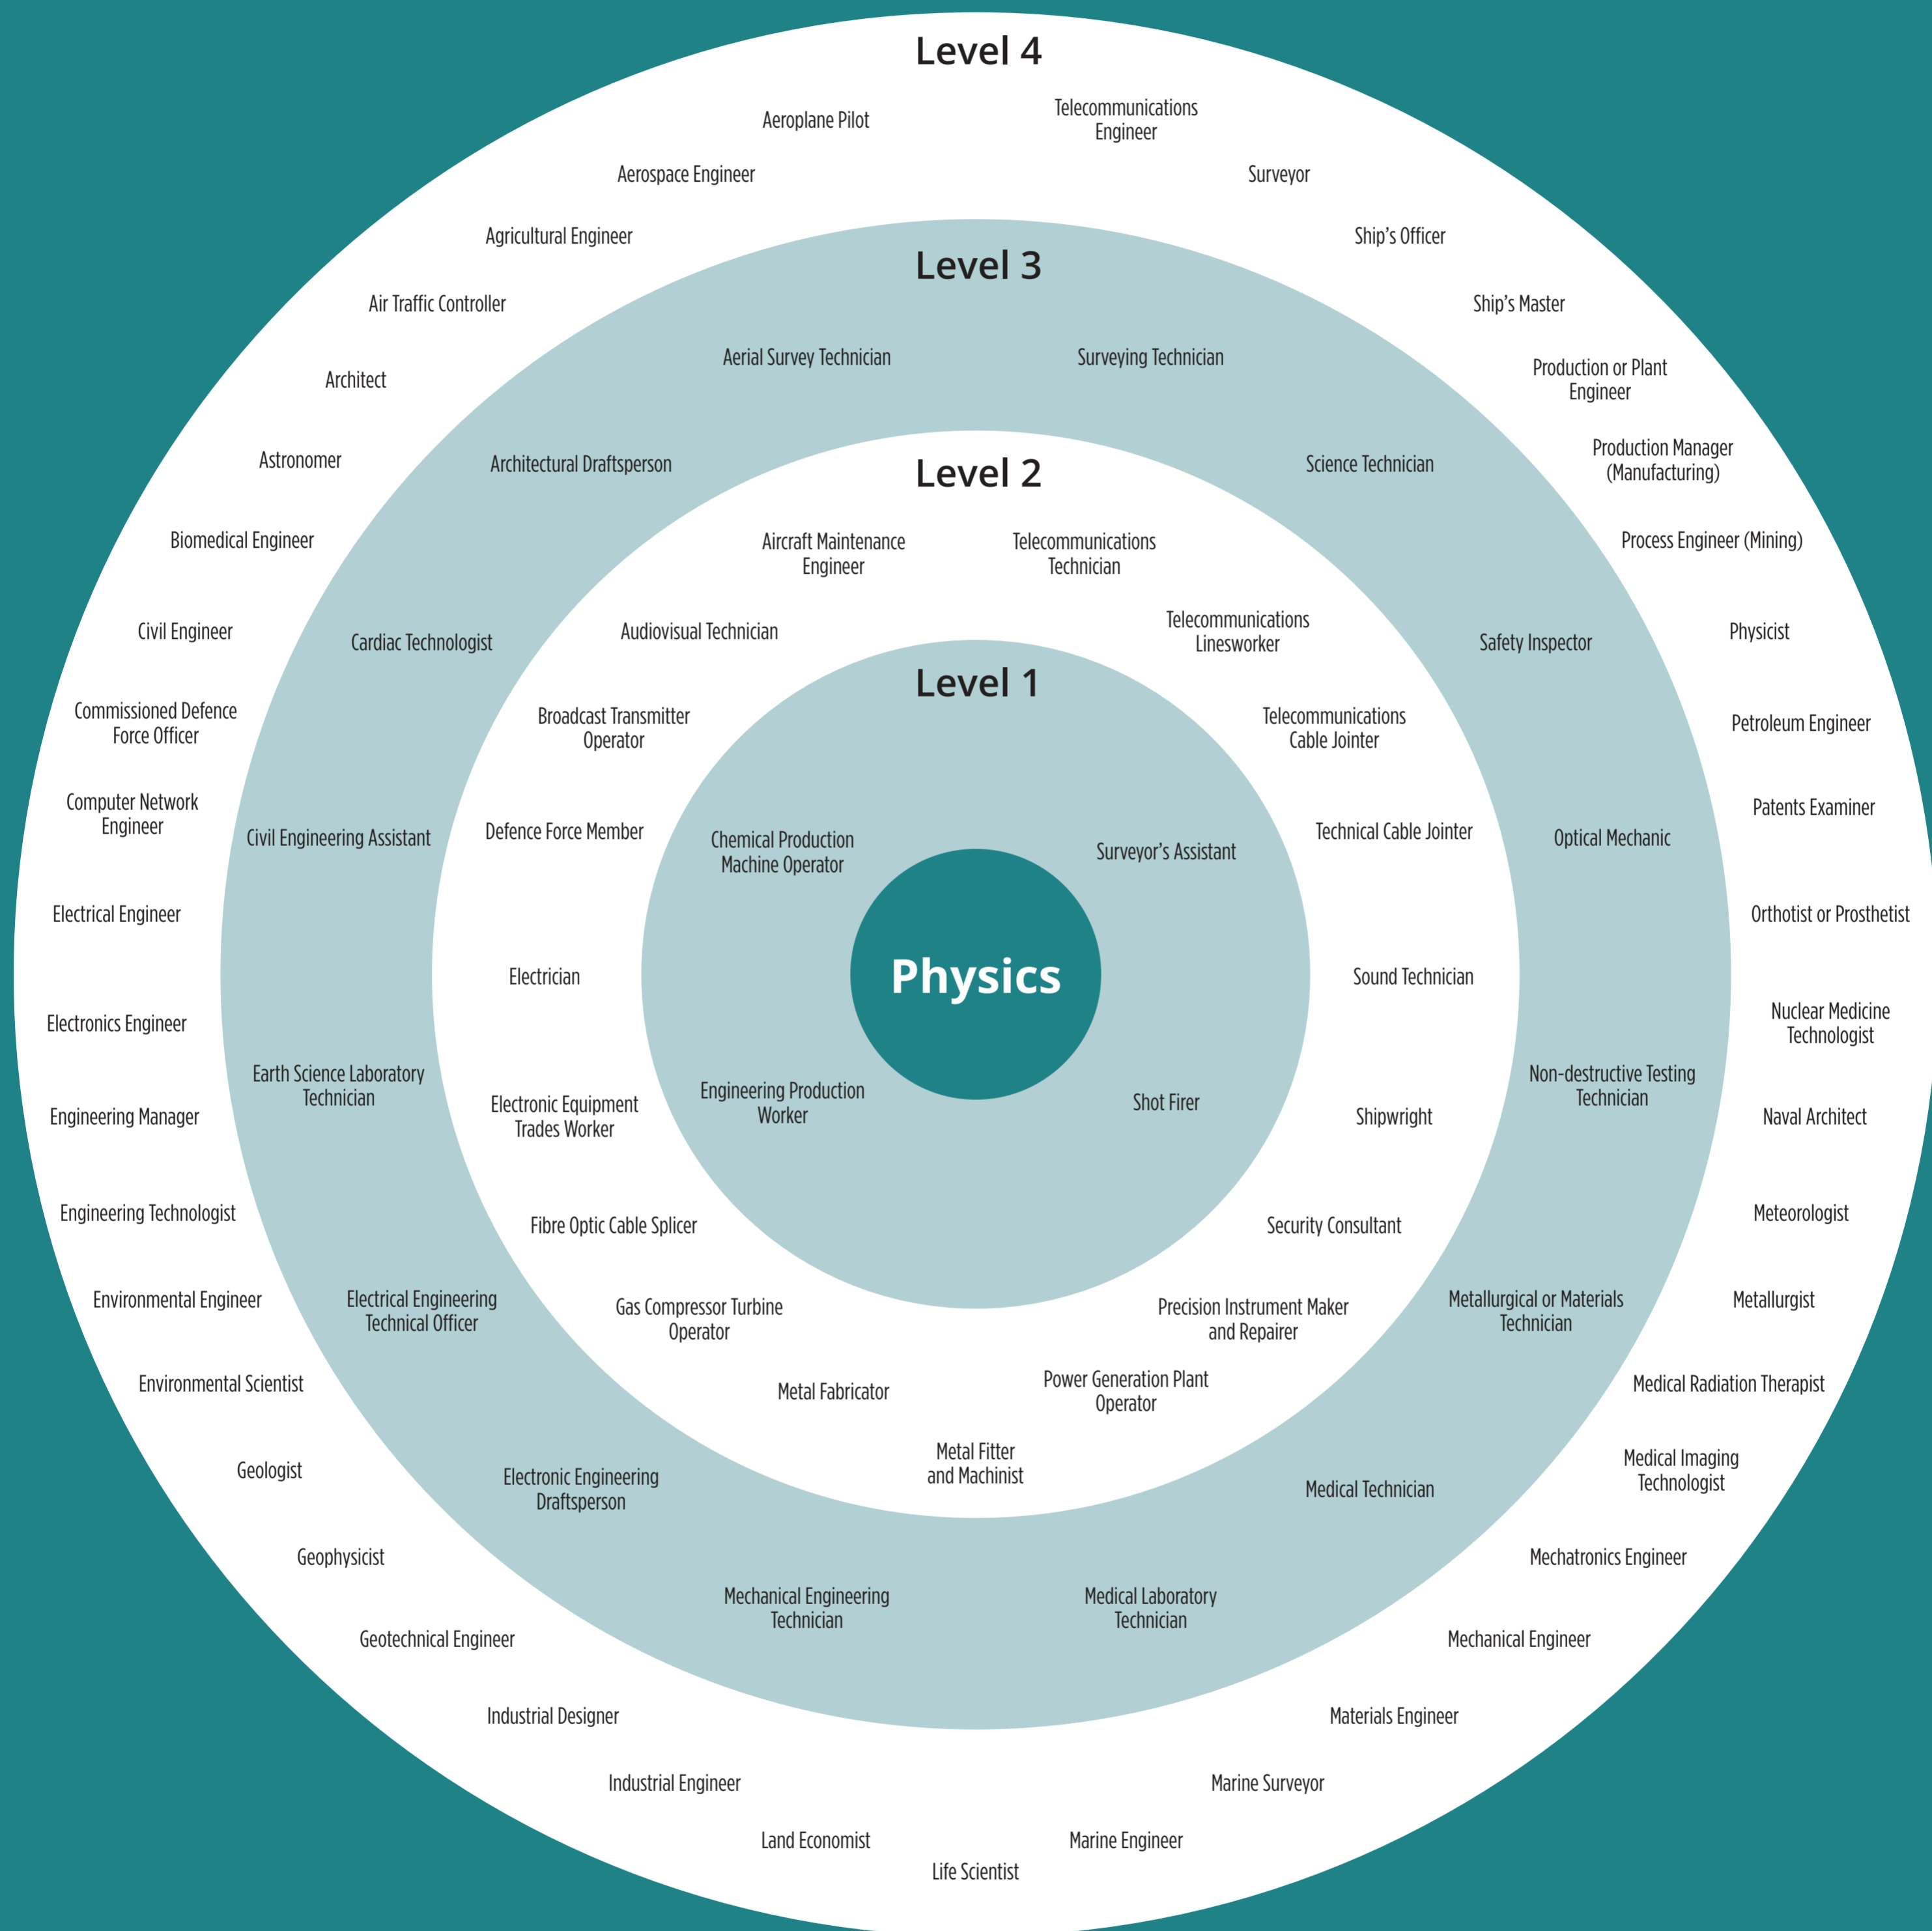 Level 4
Aeroplane Pilot
Telecommunications
Engineer
Aerospace Engineer
Surveyor
Agricultural Engineer
Ship's Officer
Air Traffic Controller
Ship's Master
Architect
Production or Plant
Engineer
Astronomer
Production Manager
(Manufacturing)
Biomedical Engineer
Process Engineer (Mining)
Civil Engineer
Physicist
Commissioned Defence
Force Officer
Petroleum Engineer
Computer Network
Engineer
Patents Examiner
Electrical Engineer
Orthotist or Prosthetist
Electronics Engineer
Nuclear Medicine
Technologist
Engineering Manager
Naval Architect
Engineering Technologist
Meteorologist
Environmental Engineer
Metallurgist
Environmental Scientist
Medical Radiation Therapist
Geologist
Medical Imaging
Technologist
Geophysicist
Mechatronics Engineer
Geotechnical Engineer
Mechanical Engineer
Industrial Designer
Materials Engineer
Industrial Engineer
Marine Surveyor
Land Economist
Marine Engineer
Life Scientist
Level 3
Aerial Survey Technician
Surveying Technician
Architectural Draftsperson
Science Technician
Cardiac Technologist
Safety Inspector
Civil Engineering Assistant
Optical Mechanic
Earth Science Laboratory
Technician
Non-destructive Testing
Technician
Electrical Engineering
Technical Officer
Metallurgical or Materials
Technician
Electronic Engineering
Draftsperson
Medical Technician
Mechanical Engineering
Technician
Medical Laboratory
Technician
Level 2
Aircraft Maintenance
Engineer
Telecommunications
Technician
Audiovisual Technician
Telecommunications
Linesworker
Broadcast Transmitter
Operator
Telecommunications
Cable Jointer
Defence Force Member
Technical Cable Jointer
Electrician
Sound Technician
Electronic Equipment
Trades Worker
Shipwright
Fibre Optic Cable Splicer
Security Consultant
Gas Compressor Turbine
Operator
Precision Instrument Maker
and Repairer
Metal Fabricator
Power Generation Plant
Operator
Metal Fitter
and Machinist
Level 1
Chemical Production
Machine Operator
Surveyor's Assistant
Engineering Production
Worker
Shot Firer
Physics